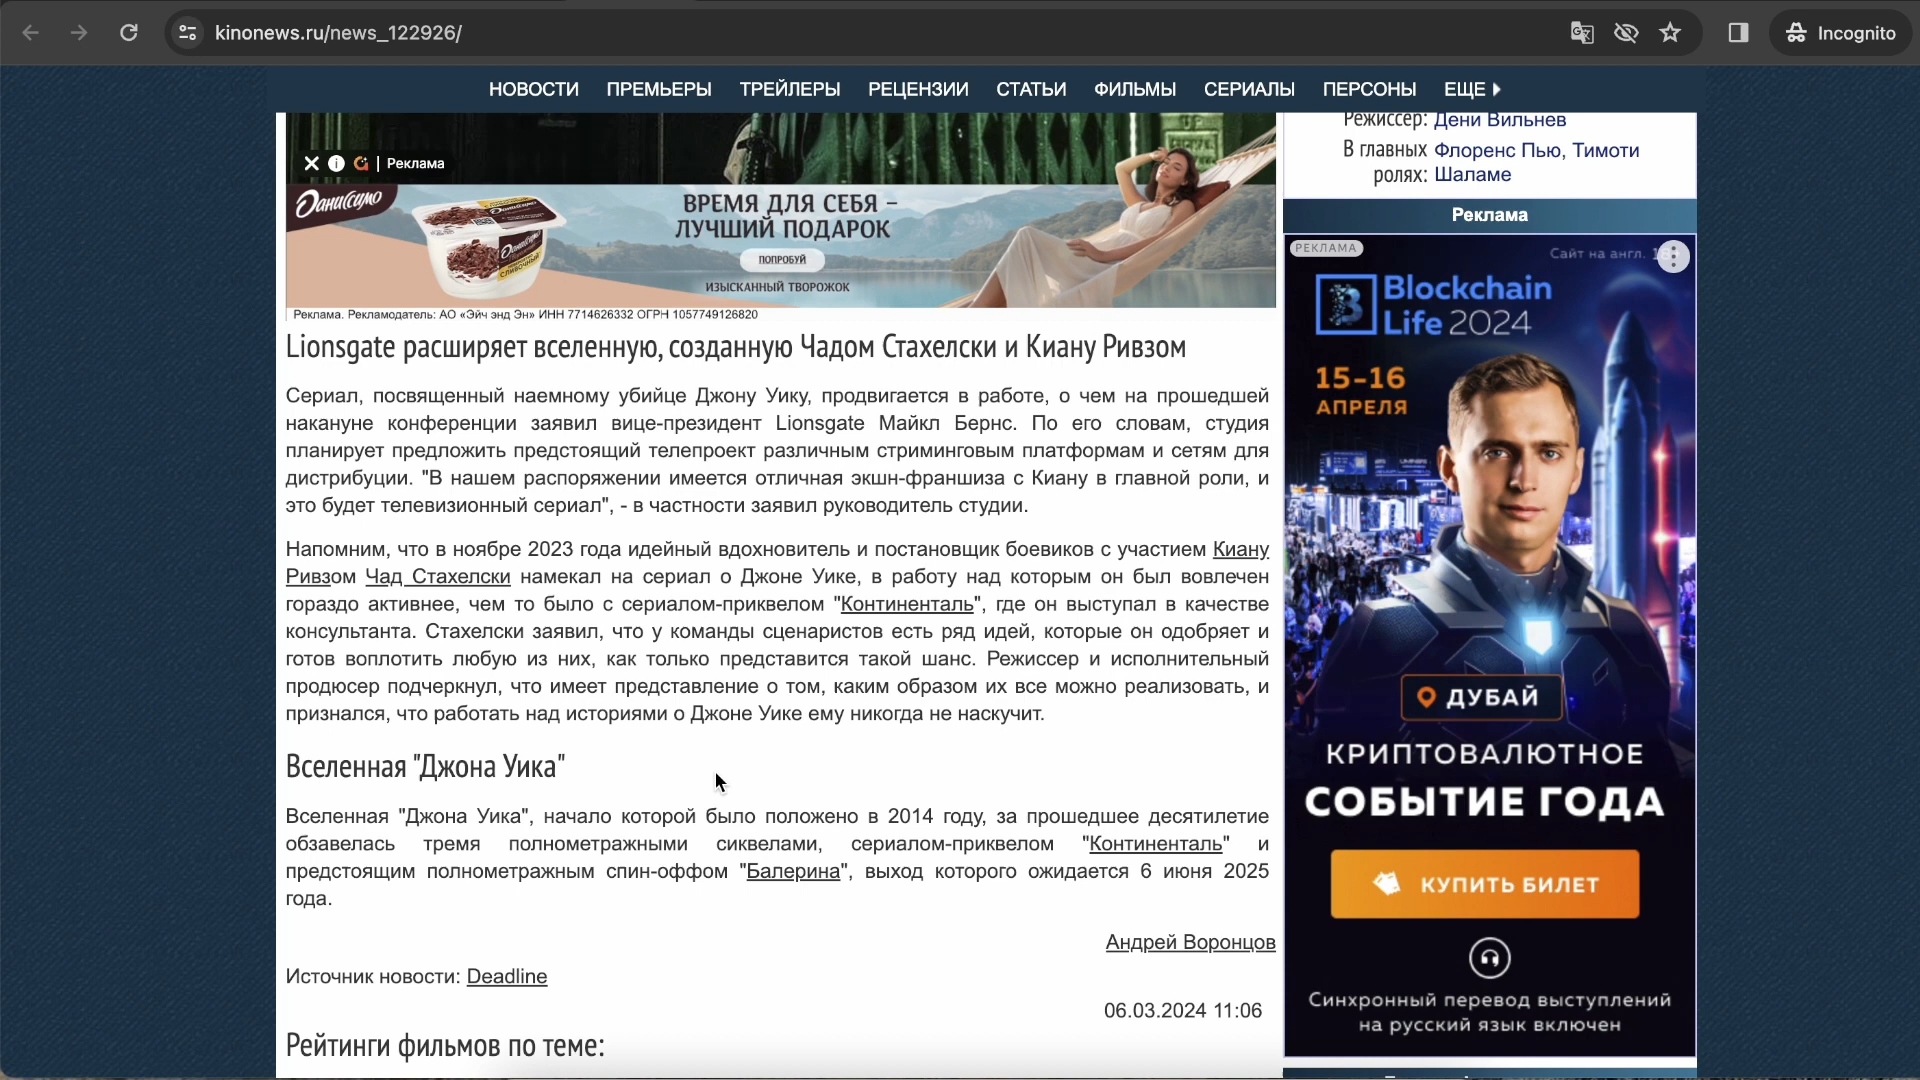 kinonews.ru/news_122926/
Incognito
НОВОСТИ ПРЕМЬЕРЫ ТРЕЙЛЕРЫ РЕЦЕНЗИИ СТАТЬИ ФИЛЬМЫ СЕРИАЛЫ ПЕРСОНЫ ЕЩЕ
| Реклама
Даниссимо
ВРЕМЯ ДЛЯ СЕБЯ –
ЛУЧШИЙ ПОДАРОК
ПОПРОБУЙ
ИЗЫСКАННЫЙ ТВОРОЖОК
Реклама. Рекламодатель: АО «Эйч энд Эн» ИНН 7714626332 ОГРН 1057749126820
Lionsgate расширяет вселенную, созданную Чадом Стахелски и Киану Ривзом
Сериал, посвященный наемному убийце Джону Уику, продвигается в работе, о чем на прошедшей
накануне конференции заявил вице-президент Lionsgate Майкл Бернс. По его словам, студия
планирует предложить предстоящий телепроект различным стриминговым платформам и сетям для
дистрибуции. "В нашем распоряжении имеется отличная экшн-франшиза с Киану в главной роли, и
это будет телевизионный сериал", - в частности заявил руководитель студии.
Напомним, что в ноябре 2023 года идейный вдохновитель и постановщик боевиков с участием Киану
Ривзом Чад Стахелски намекал на сериал о Джоне Уике, в работу над которым он был вовлечен
гораздо активнее, чем то было с сериалом-приквелом "Континенталь", где он выступал в качестве
консультанта. Стахелски заявил, что у команды сценаристов есть ряд идей, которые он одобряет и
готов воплотить любую из них, как только представится такой шанс. Режиссер и исполнительный
продюсер подчеркнул, что имеет представление о том, каким образом их все можно реализовать, и
признался, что работать над историями о Джоне Уике ему никогда не наскучит.
Вселенная "Джона Уика"
Вселенная "Джона Уика", начало которой было положено в 2014 году, за прошедшее десятилетие
обзавелась тремя полнометражными сиквелами, сериалом-приквелом "Континенталь" и
предстоящим полнометражным спин-оффом "Балерина", выход которого ожидается 6 июня 2025
года.
Андрей Воронцов
Источник новости: Deadline
06.03.2024 11:06
Рейтинги фильмов по теме:
Режиссер: Дени Вильнев
В главных Флоренс Пью, Тимоти
ролях: Шаламе
Реклама
РЕКЛАМА
Сайт на англ.
Blockchain
Life 2024
15-16
АПРЕЛЯ
ДУБАЙ
КРИПТОВАЛЮТНОЕ
СОБЫТИЕ ГОДА
КУПИТЬ БИЛЕТ
Синхронный перевод выступлений
на русский язык включен